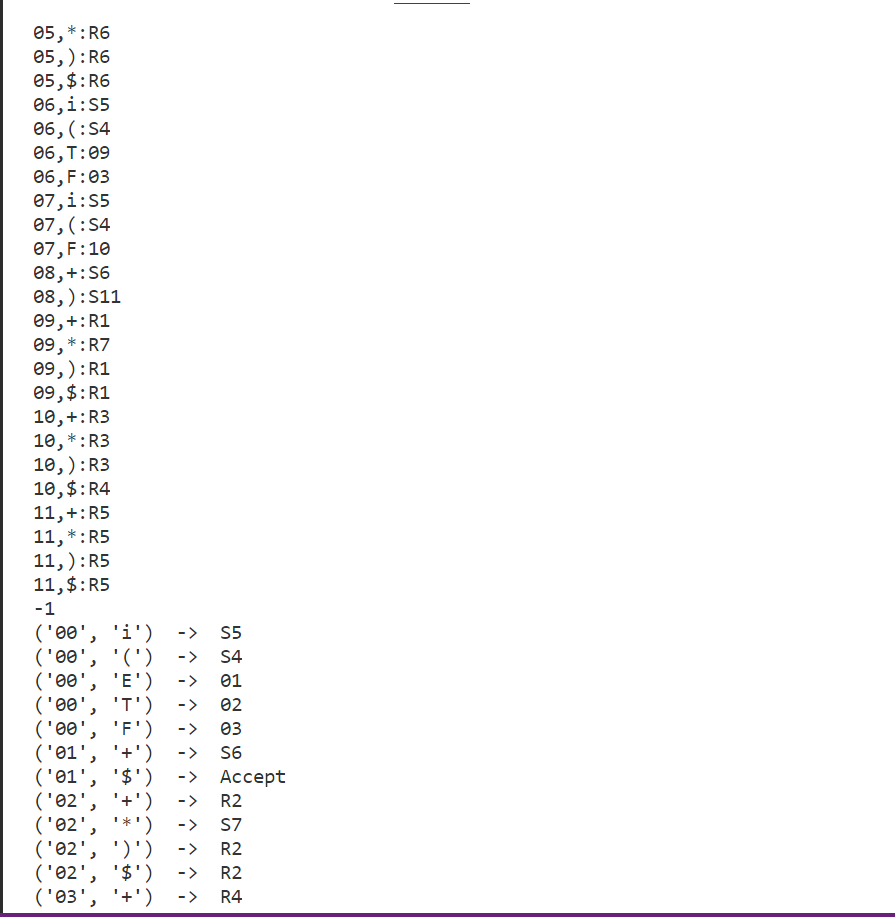 05,*:R6
05,):R6
05,$:R6
06,i:S5
06,(:S4
06,T:09
06,F:03
07,i:S5
07,(:S4
07,F:10
08,+:S6
08,):S11
09,+:R1
09,*:R7
09,):R1
09,$:R1
10,+:R3
10,*:R3
10,):R3
10,$:R4
11,+:R5
11,*:R5
11,):R5
11,$:R5
-1
('00', 'i')  ->  S5
('00', '(')  ->  S4
('00', 'E')  ->  01
('00', 'T')  ->  02
('00', 'F')  ->  03
('01', '+')  ->  S6
('01', '$')  ->  Accept
('02', '+')  ->  R2
('02', '*')  ->  S7
('02', ')')  ->  R2
('02', '$')  ->  R2
('03', '+')  ->  R4